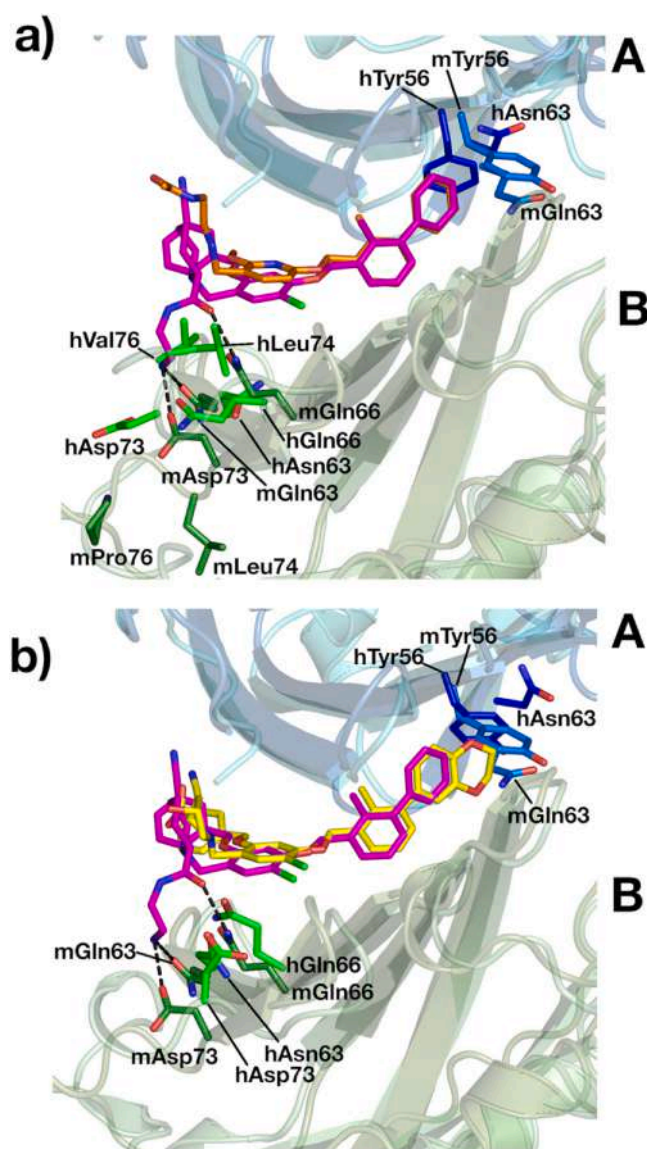 a)
A
mTyr56
hTyr56
hAsn63
mGln63
B
hVal76
hLeu74
mGln66
hGln66
hAsp73
hAsn63
mAsp73
mGln63
mPro76
mLeu74
b)
A
mTyr56
hTyr56
hAsn63
mGln63
B
mGln63
hGln66
mGln66
hAsn63
mAsp73
hAsp73